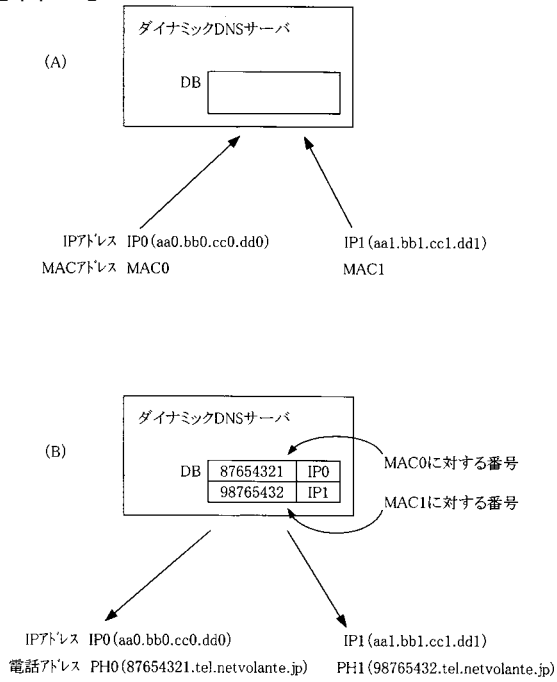 ダイナミックDNSサーバ
(A)
DB
IPアドレス IP0(aa0.bb0.cc0.dd0) IP1(aa1.bb1.cc1.dd1)
MACアドレス MAC0 MAC1
ダイナミックDNSサーバ
(B)
DB 87654321 IP0 MAC0に対する番号
98765432 IP1 MAC1に対する番号
IPアドレス IP0(aa0.bb0.cc0.dd0) IP1(aa1.bb1.cc1.dd1)
電話アドレス PH0(87654321.tel.netvolante.jp) PH1(98765432.tel.netvolante.jp)